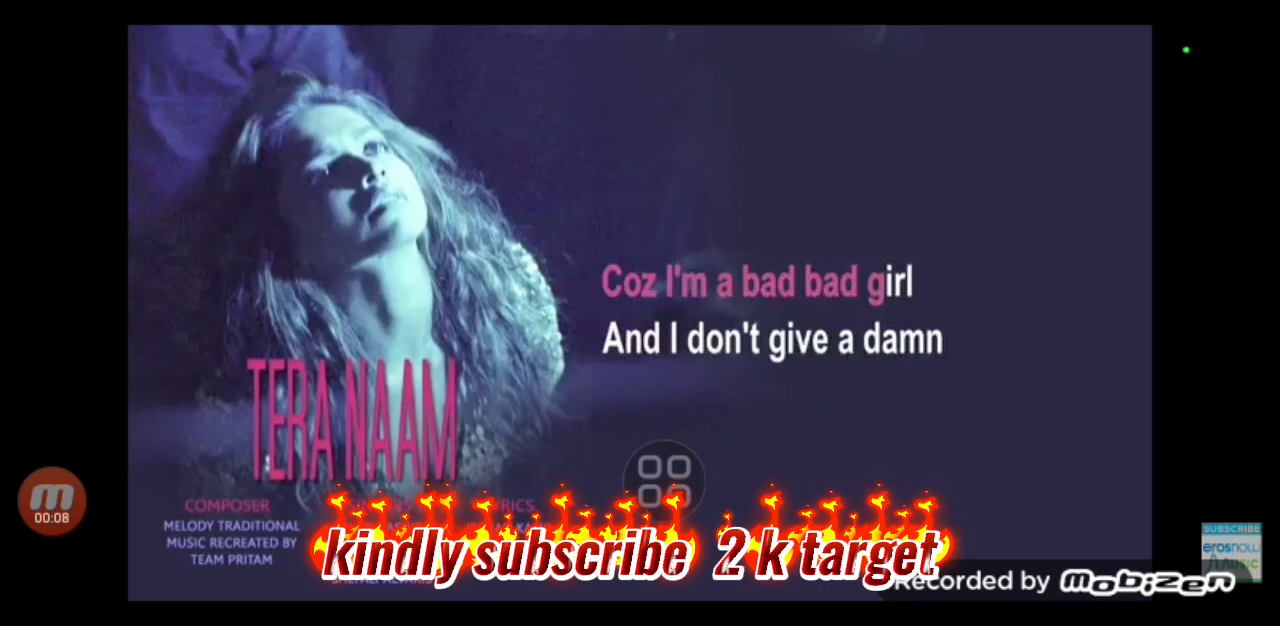 Coz I'm a bad bad girl
And I don't give a damn
TERA NAAM
COMPOSER
MELODY TRADITIONAL
MUSIC RECREATED BY
TEAM PRITAM
kindly subscribe 2 k target
00:08
SUBSCRIBE
erosnow
MUSIC
Recorded by mobizen